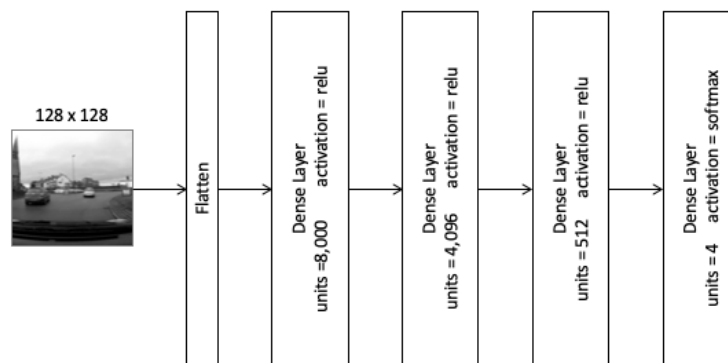 128 x 128
Flatten
Dense Layer
units =8,000 activation = relu
Dense Layer
units = 4,096 activation = relu
Dense Layer
units = 512 activation = relu
Dense Layer
units = 4 activation = softmax